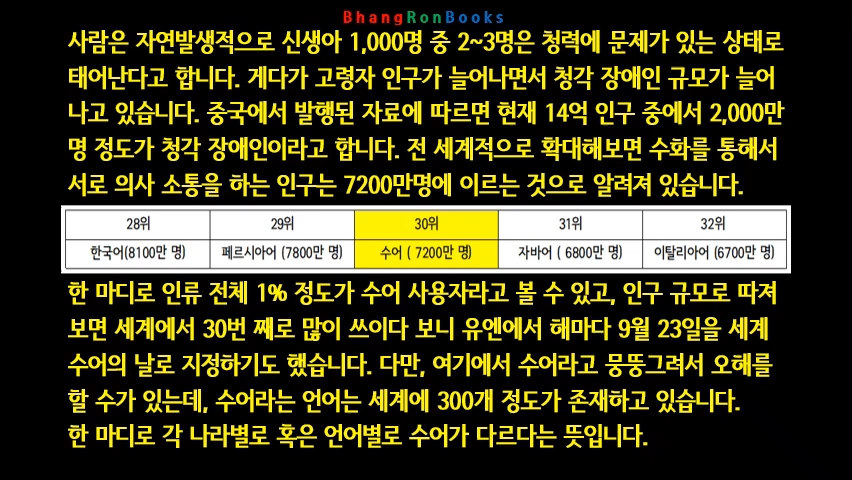 BhangRonBooks
사람은 자연발생적으로 신생아 1,000명 중 2~3명은 청력에 문제가 있는 상태로
태어난다고 합니다. 게다가 고령자 인구가 늘어나면서 청각 장애인 규모가 늘어
나고 있습니다. 중국에서 발행된 자료에 따르면 현재 14억 인구 중에서 2,000만
명 정도가 청각 장애인이라고 합니다. 전 세계적으로 확대해보면 수화를 통해서
서로 의사 소통을 하는 인구는 7200만명에 이르는 것으로 알려져 있습니다.
28위 29위 30위 31위 32위
한국어(8100만 명) 페르시아어 (7800만 명) 수어 ( 7200만 명) 자바어 ( 6800만 명) 이탈리아어 (6700만 명)
한 마디로 인류 전체 1% 정도가 수어 사용자라고 볼 수 있고, 인구 규모로 따져
보면 세계에서 30번 째로 많이 쓰이다 보니 유엔에서 해마다 9월 23일을 세계
수어의 날로 지정하기도 했습니다. 다만, 여기에서 수어라고 뭉뚱그려서 오해를
할 수가 있는데, 수어라는 언어는 세계에 300개 정도가 존재하고 있습니다.
한 마디로 각 나라별로 혹은 언어별로 수어가 다르다는 뜻입니다.